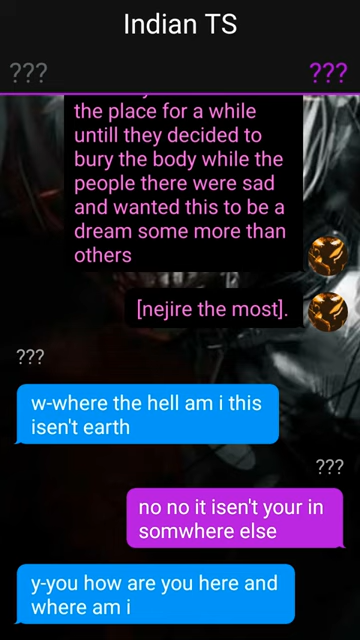 Indian TS
???
???
the place for a while
untill they decided to
bury the body while the
people there were sad
and wanted this to be a
dream some more than
others
[nejire the most].
???
w-where the hell am i this
isen't earth
???
no no it isen't your in
somwhere else
y-you how are you here and
where am i